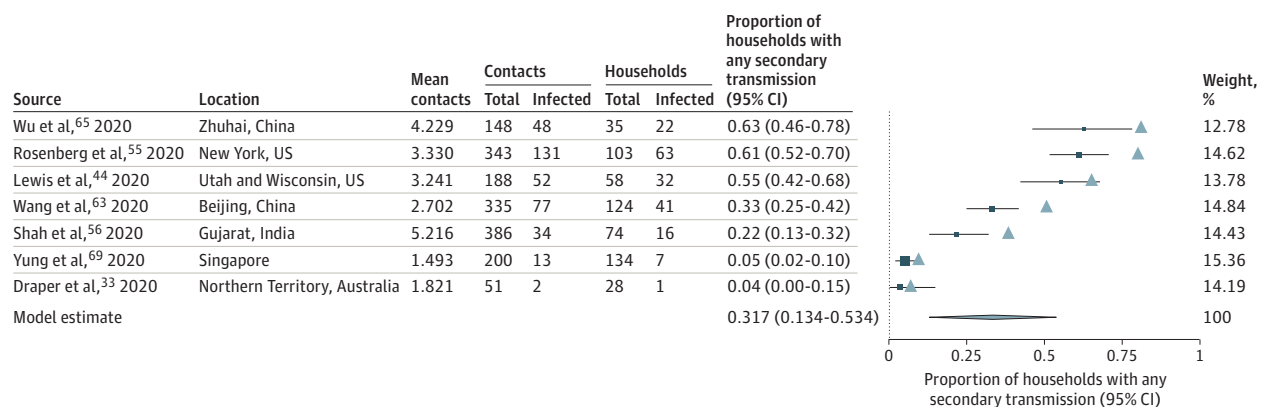 Proportion of
households with
any secondary
transmission
(95% CI)
Mean
contacts
Contacts
Households
Weight,
%
Source Location Total Infected Total Infected
Wu et al,65 2020 Zhuhai, China 4.229 148 48 35 22 0.63 (0.46-0.78) 12.78
Rosenberg et al,55 2020 New York, US 3.330 343 131 103 63 0.61 (0.52-0.70) 14.62
Lewis et al,44 2020 Utah and Wisconsin, US 3.241 188 52 58 32 0.55 (0.42-0.68) 13.78
Wang et al,63 2020 Beijing, China 2.702 335 77 124 41 0.33 (0.25-0.42) 14.84
Shah et al,56 2020 Gujarat, India 5.216 386 34 74 16 0.22 (0.13-0.32) 14.43
Yung et al,69 2020 Singapore 1.493 200 13 134 7 0.05 (0.02-0.10) 15.36
Draper et al,33 2020 Northern Territory, Australia 1.821 51 2 28 1 0.04 (0.00-0.15) 14.19
Model estimate 0.317 (0.134-0.534) 100
0 0.25 0.5 0.75 1
Proportion of households with any
secondary transmission (95% CI)